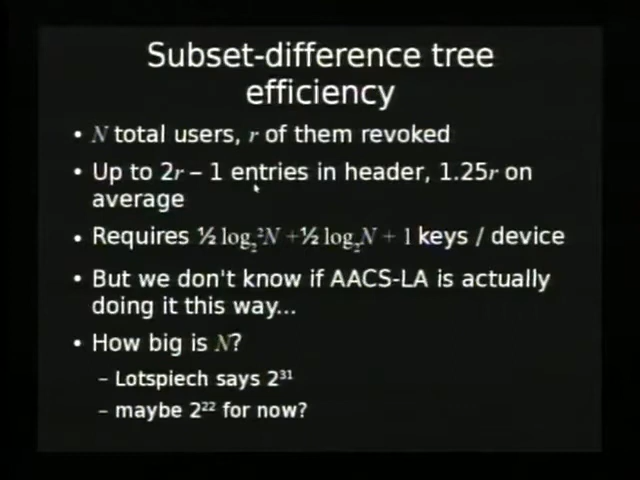 Subset-difference tree
efficiency
• N total users, r of them revoked
• Up to 2r – 1 entries in header, 1.25r on
average
• Requires ½ log₂²N +½ log₂N + 1 keys / device
• But we don't know if AACS-LA is actually
doing it this way...
• How big is N?
– Lotspiech says 2³¹
– maybe 2²² for now?